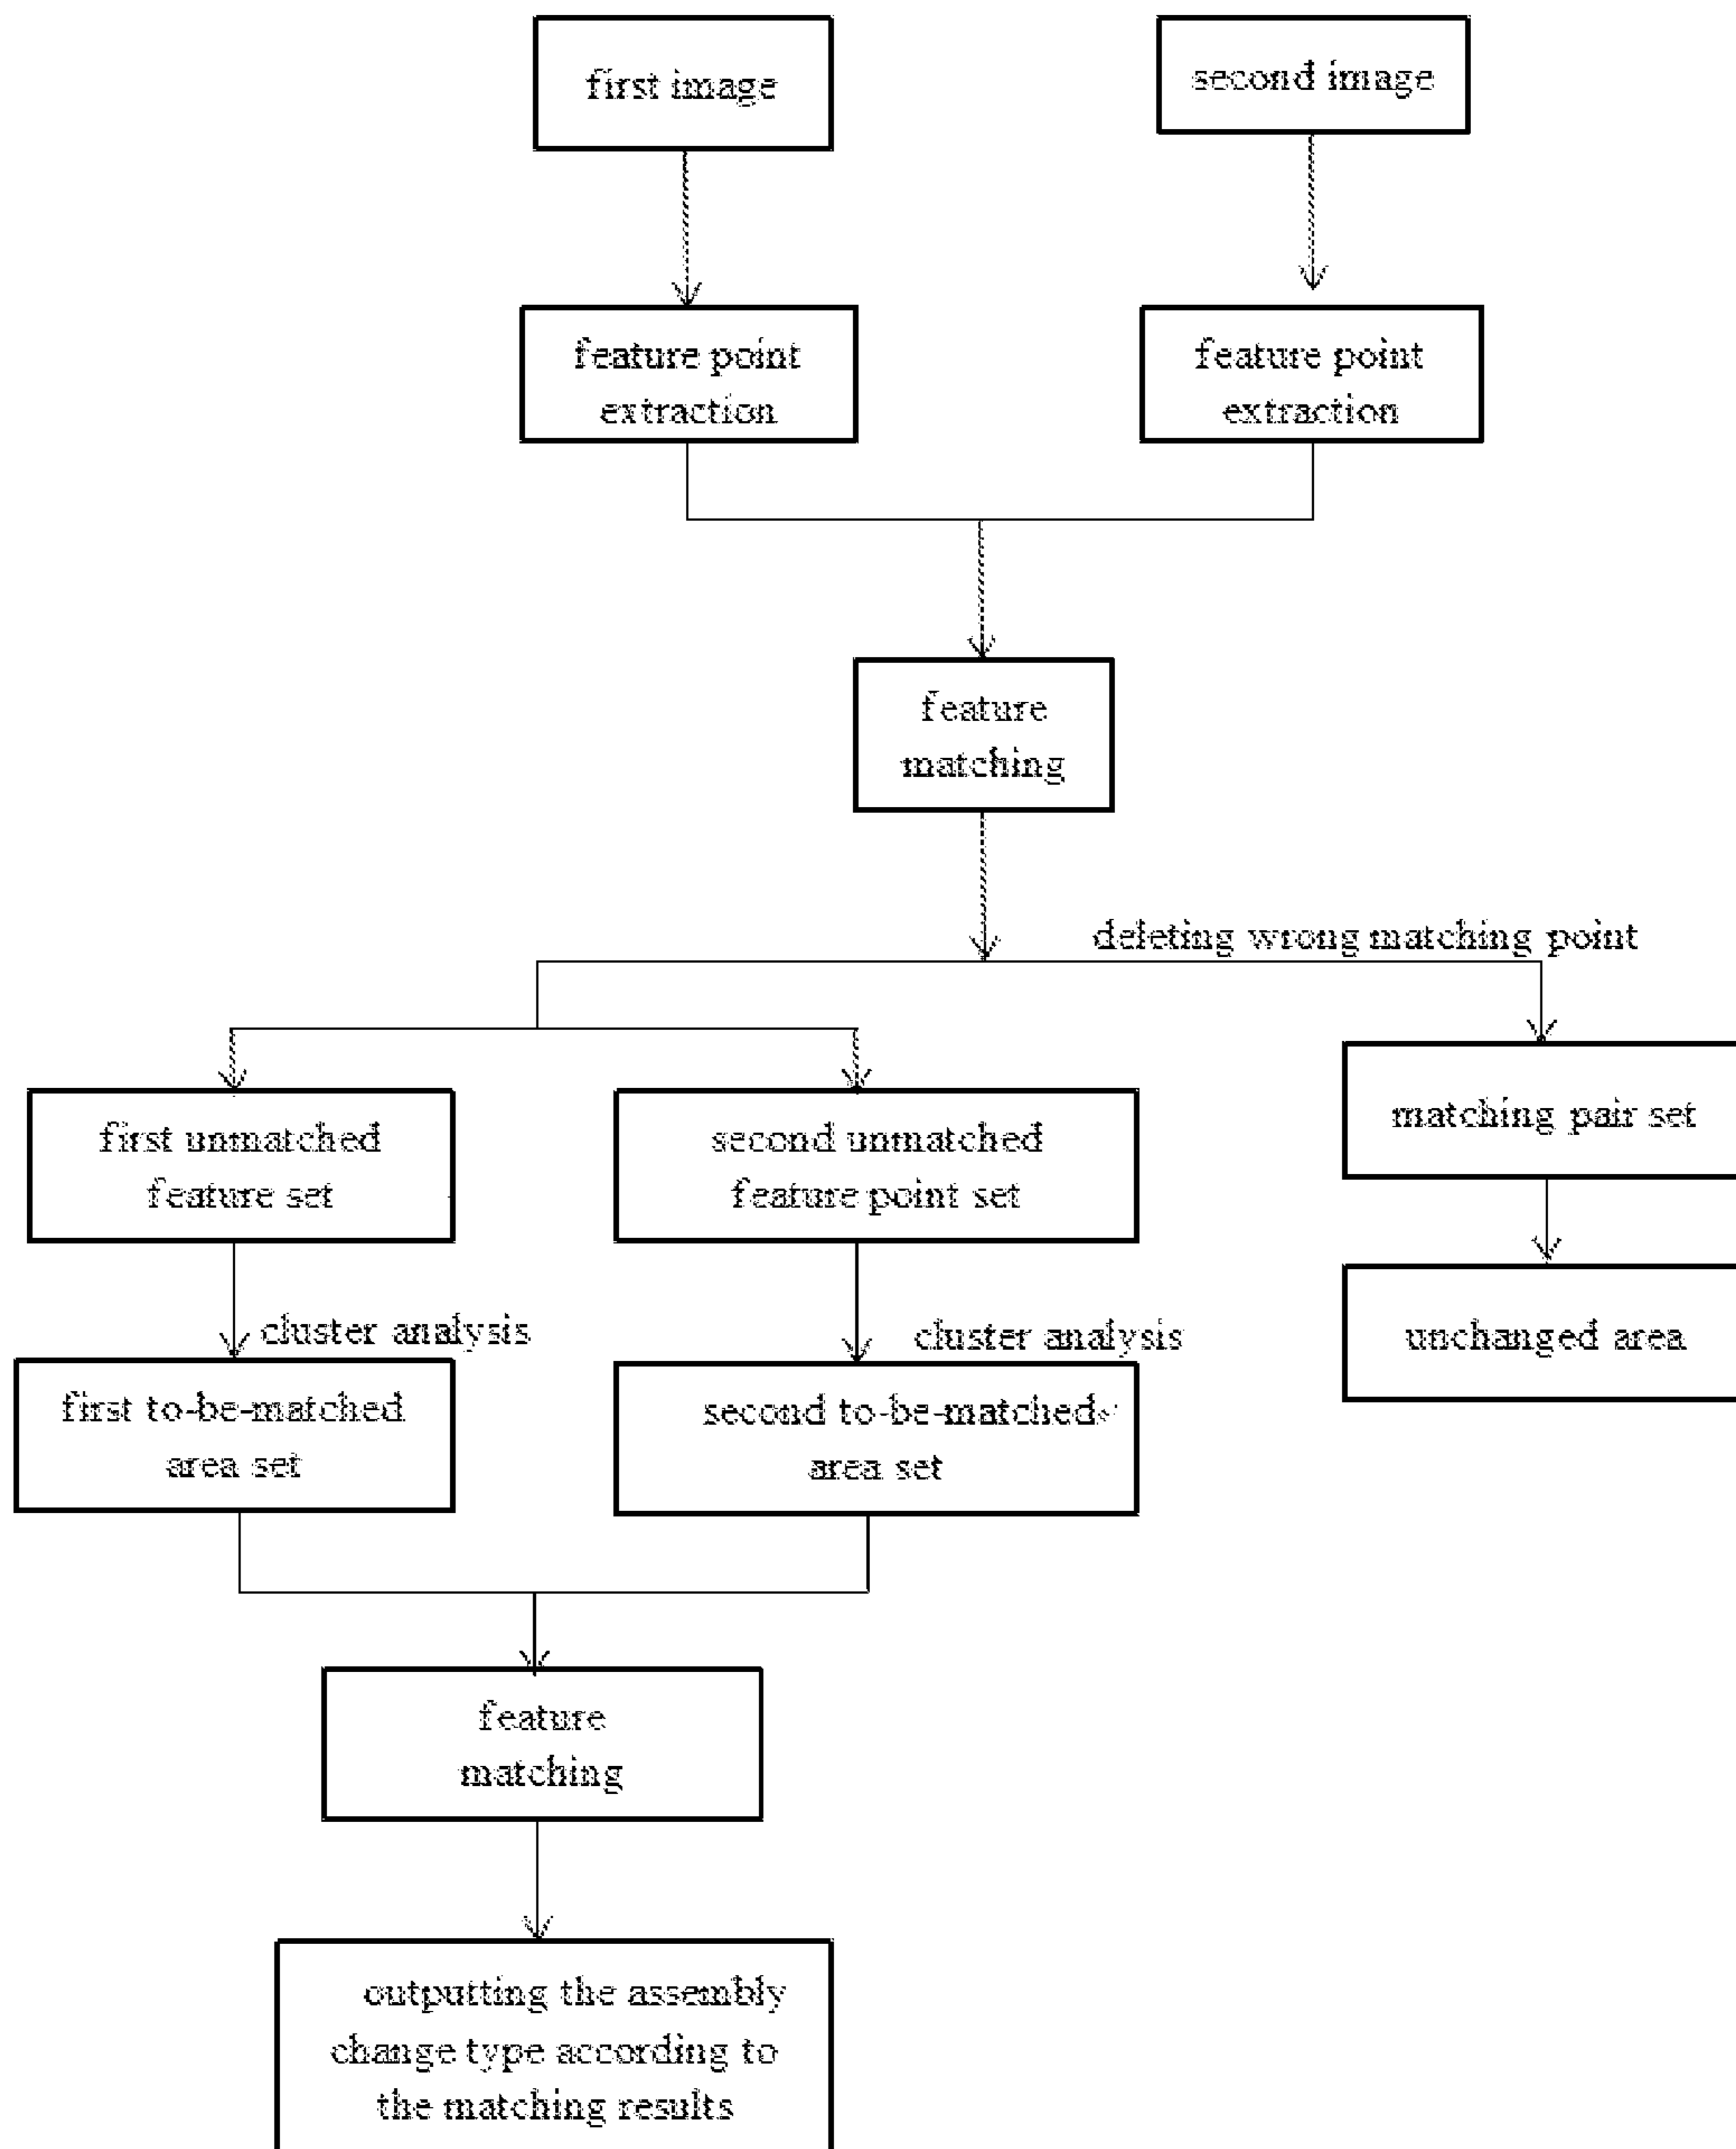 first image
second image
feature point
extraction
feature point
extraction
feature
matching
deleting wrong matching point
first unmatched
feature set
second unmatched
feature point set
matching pair set
cluster analysis
cluster analysis
unchanged area
first to-be-matched
area set
second to-be-matched
area set
feature
matching
outputting the assembly
change type according to
the matching results